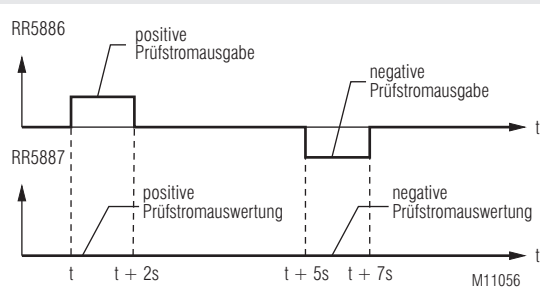 RR5886
positive
Prüfstromausgabe
negative
Prüfstromausgabe
t
RR5887
positive
Prüfstromauswertung
negative
Prüfstromauswertung
t
t
t + 2s
t + 5s
t + 7s
M11056